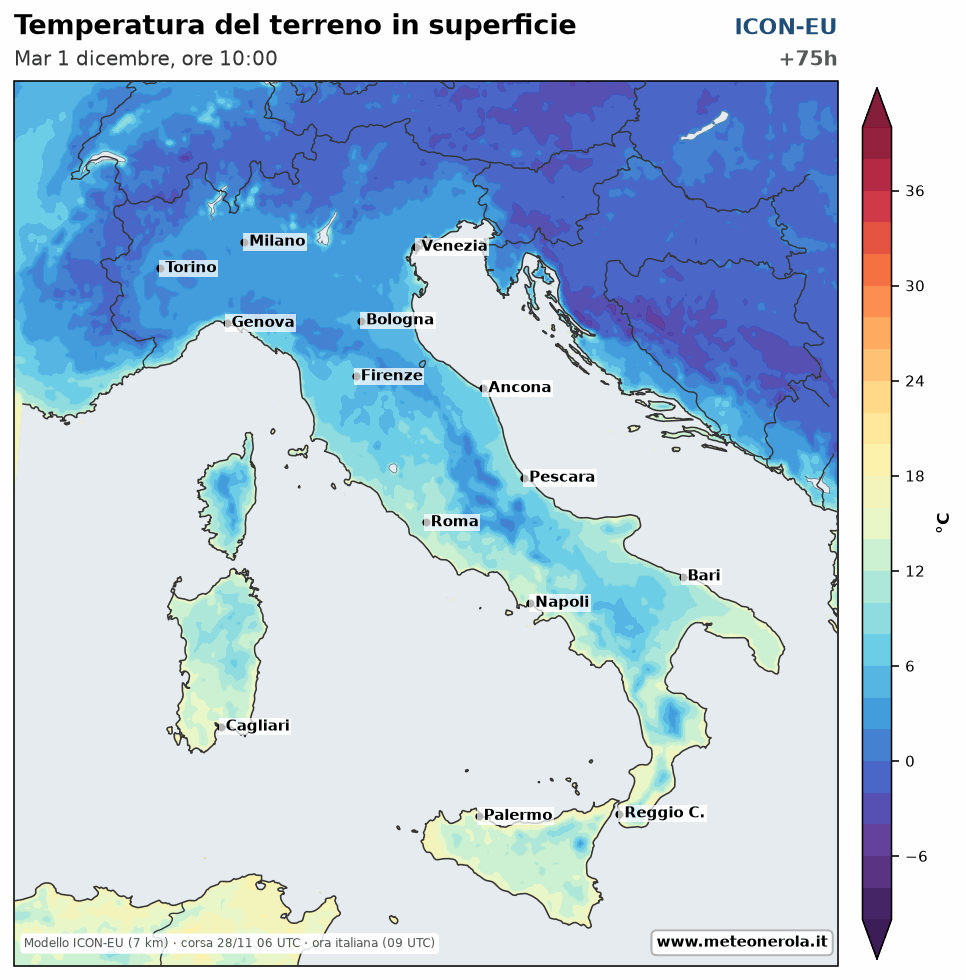 Temperatura del terreno in superficie
ICON-EU
Mar 1 dicembre, ore 10:00
+75h
Milano
Venezia
Torino
Genova
Bologna
Firenze
Ancona
Pescara
Roma
Bari
Napoli
Cagliari
Palermo
Reggio C.
36
30
24
18
12
6
0
−6
°C
Modello ICON-EU (7 km) · corsa 28/11 06 UTC · ora italiana (09 UTC)
www.meteonerola.it